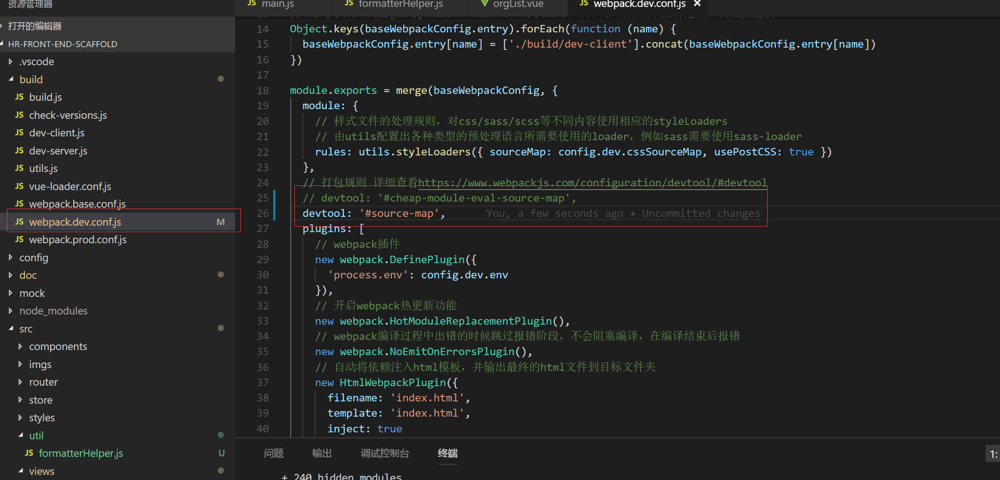 资源管理器
打开的编辑器
HR-FRONT-END-SCAFFOLD
.vscode
build
JS build.js
JS check-versions.js
JS dev-client.js
JS dev-server.js
JS utils.js
JS vue-loader.conf.js
JS webpack.base.conf.js
JS webpack.dev.conf.js M
JS webpack.prod.conf.js
config
doc
mock
node_modules
src
components
imgs
router
store
styles
util
JS formatterHelper.js U
views
JS main.js
JS formatterHelper.js
orgList.vue
JS webpack.dev.conf.js ×
14 Object.keys(baseWebpackConfig.entry).forEach(function (name) {
15 baseWebpackConfig.entry[name] = ['./build/dev-client'].concat(baseWebpackConfig.entry[name])
16 })
17
18 module.exports = merge(baseWebpackConfig, {
19 module: {
20 // 样式文件的处理规则，对css/sass/scss等不同内容使用相应的styleLoaders
21 // 由utils配置出各种类型的预处理语言所需要使用的loader，例如sass需要使用sass-loader
22 rules: utils.styleLoaders({ sourceMap: config.dev.cssSourceMap, usePostCSS: true })
23 },
24 // 打包规则 详细查看https://www.webpackjs.com/configuration/devtool/#devtool
25 // devtool: '#cheap-module-eval-source-map',
26 devtool: '#source-map', You, a few seconds ago • Uncommitted changes
27 plugins: [
28 // webpack插件
29 new webpack.DefinePlugin({
30 'process.env': config.dev.env
31 }),
32 // 开启webpack热更新功能
33 new webpack.HotModuleReplacementPlugin(),
34 // webpack编译过程中出错的时候跳过报错阶段，不会阻塞编译，在编译结束后报错
35 new webpack.NoEmitOnErrorsPlugin(),
36 // 自动将依赖注入html模板，并输出最终的html文件到目标文件夹
37 new HtmlWebpackPlugin({
38 filename: 'index.html',
39 template: 'index.html',
40 inject: true
问题 输出 调试控制台 终端 1:
+ 240 hidden modules